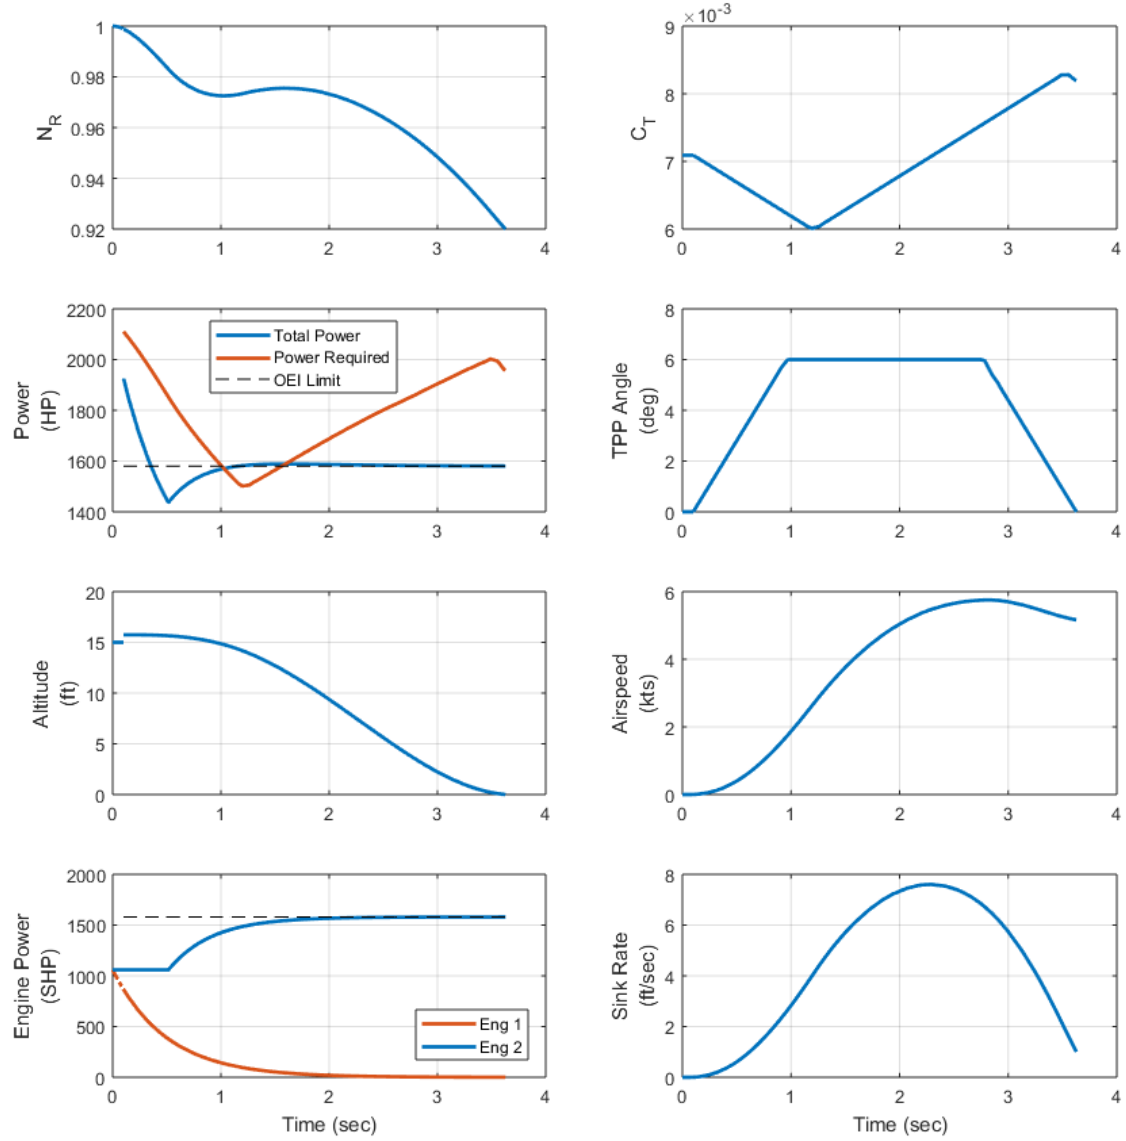 1
0.98
0.96
0.94
0.92
N_R
0 1 2 3 4
× 10^-3
9
8
7
6
C_T
0 1 2 3 4
2200
2000
1800
1600
1400
Power
(HP)
Total Power
Power Required
OEI Limit
0 1 2 3 4
8
6
4
2
0
TPP Angle
(deg)
0 1 2 3 4
20
15
10
5
0
Altitude
(ft)
0 1 2 3 4
6
4
2
0
Airspeed
(kts)
0 1 2 3 4
2000
1500
1000
500
0
Engine Power
(SHP)
Eng 1
Eng 2
0 1 2 3 4
Time (sec)
8
6
4
2
0
Sink Rate
(ft/sec)
0 1 2 3 4
Time (sec)